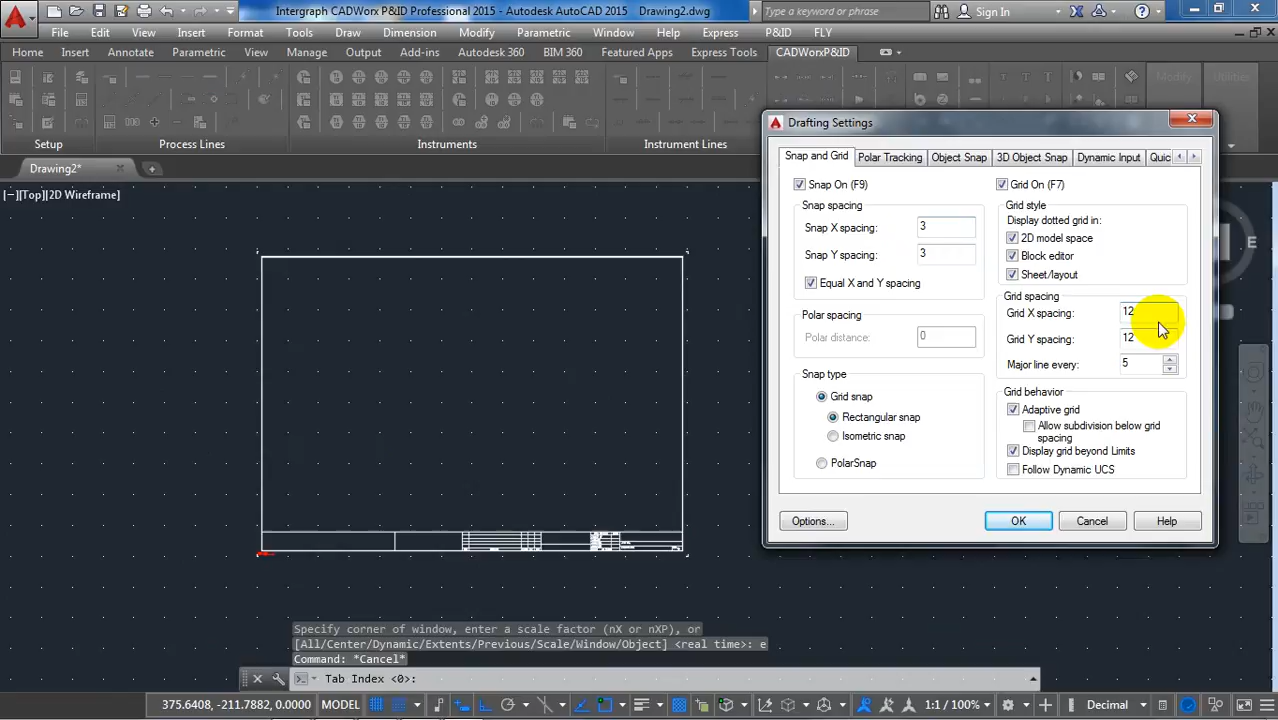 Intergraph CADWorx P&ID Professional 2015 - Autodesk AutoCAD 2015 Drawing2.dwg
Type a keyword or phrase
Sign In
File Edit View Insert Format Tools Draw Dimension Modify Parametric Window Help Express P&ID FLY
Home Insert Annotate Parametric View Manage Output Add-ins Autodesk 360 BIM 360 Featured Apps Express Tools CADWorxP&ID
Modify Utilities
Setup Process Lines Instruments Instrument Lines
Drawing2*
[−][Top][2D Wireframe]
E
Drafting Settings
Snap and Grid Polar Tracking Object Snap 3D Object Snap Dynamic Input Quic
Snap On (F9)
Grid On (F7)
Snap spacing
Snap X spacing: 3
Snap Y spacing: 3
Equal X and Y spacing
Polar spacing
Polar distance: 0
Snap type
Grid snap
Rectangular snap
Isometric snap
PolarSnap
Grid style
Display dotted grid in:
2D model space
Block editor
Sheet/layout
Grid spacing
Grid X spacing: 12
Grid Y spacing: 12
Major line every: 5
Grid behavior
Adaptive grid
Allow subdivision below grid
spacing
Display grid beyond Limits
Follow Dynamic UCS
Options... OK Cancel Help
Specify corner of window, enter a scale factor (nX or nXP), or
[All/Center/Dynamic/Extents/Previous/Scale/Window/Object] <real time>: e
Command: *Cancel*
Tab Index <0>:
375.6408, -211.7882, 0.0000 MODEL 1:1 / 100% Decimal